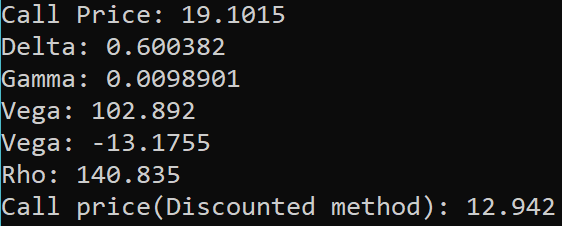 Call Price: 19.1015
Delta: 0.600382
Gamma: 0.0098901
Vega: 102.892
Vega: -13.1755
Rho: 140.835
Call price(Discounted method): 12.942